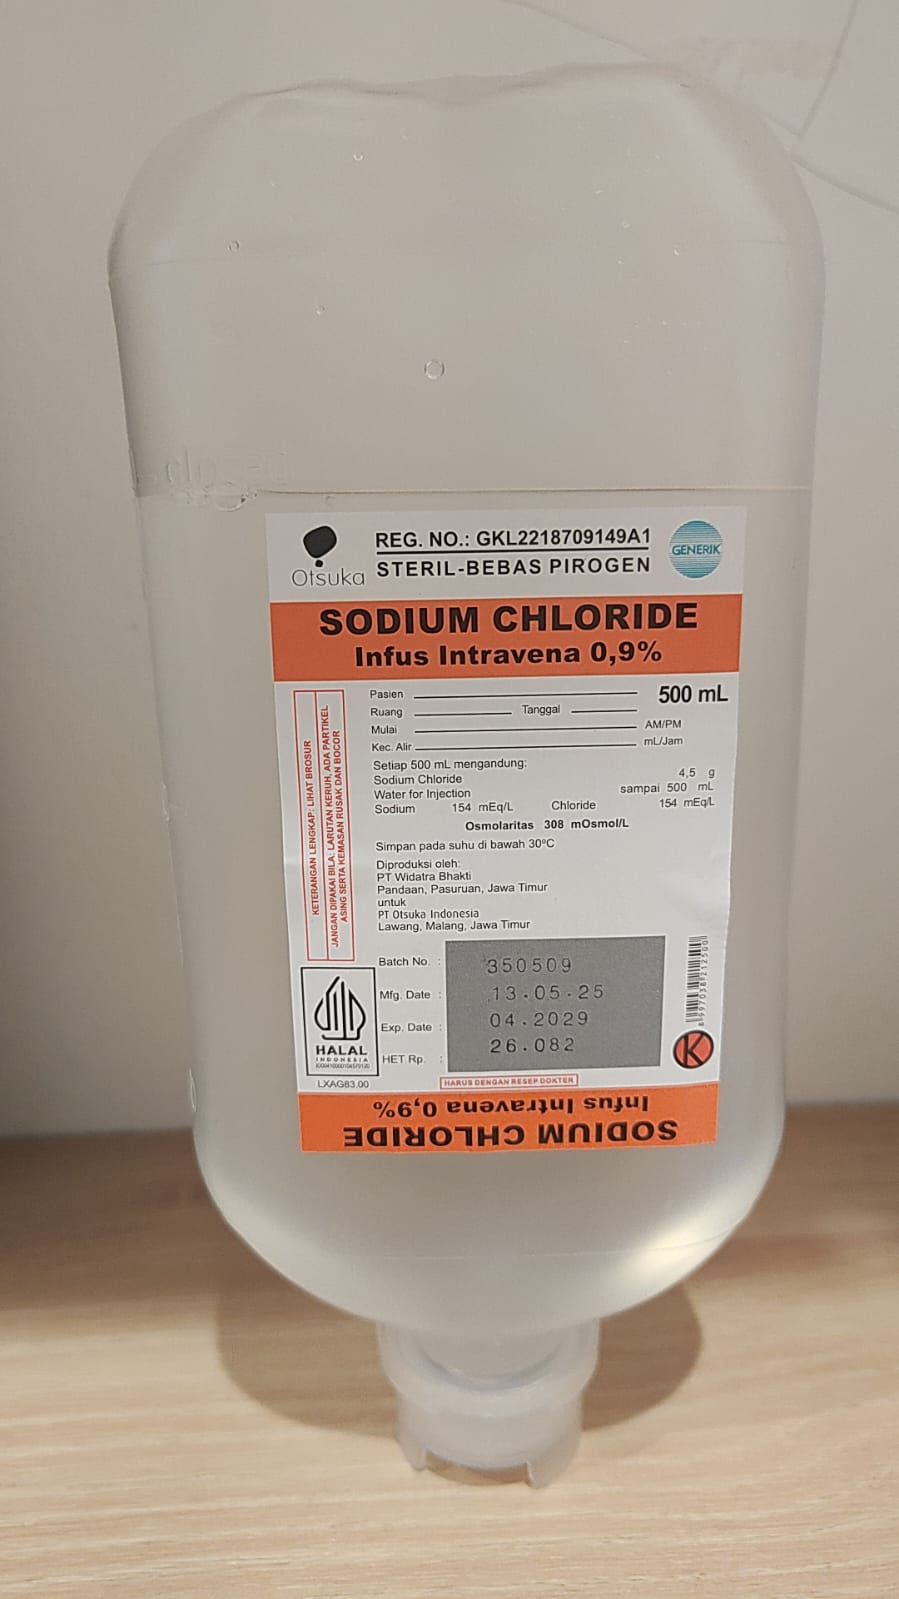 REG. NO.: GKL2218709149A1
Otsuka
STERIL-BEBAS PIROGEN
GENERIK
SODIUM CHLORIDE
Infus Intravena 0,9%
500 mL
Pasien
Ruang Tanggal
Mulai AM/PM
Kec. Alir mL/Jam
Setiap 500 mL mengandung:
Sodium Chloride 4,5 g
Water for Injection sampai 500 mL
Sodium 154 mEq/L Chloride 154 mEq/L
Osmolaritas 308 mOsmol/L
Simpan pada suhu di bawah 30°C
Diproduksi oleh:
PT Widatra Bhakti
Pandaan, Pasuruan, Jawa Timur
untuk
PT Otsuka Indonesia
Lawang, Malang, Jawa Timur
KETERANGAN LENGKAP: LIHAT BROSUR
JANGAN DIPAKAI BILA: LARUTAN KERUH, ADA PARTIKEL
ASING SERTA KEMASAN RUSAK DAN BOCOR
Batch No. : 350509
Mfg. Date : 13.05.25
Exp. Date : 04.2029
HET Rp. : 26.082
HALAL
INDONESIA
K
LXAG83.00
HARUS DENGAN RESEP DOKTER
SODIUM CHLORIDE
Infus Intravena 0,9%